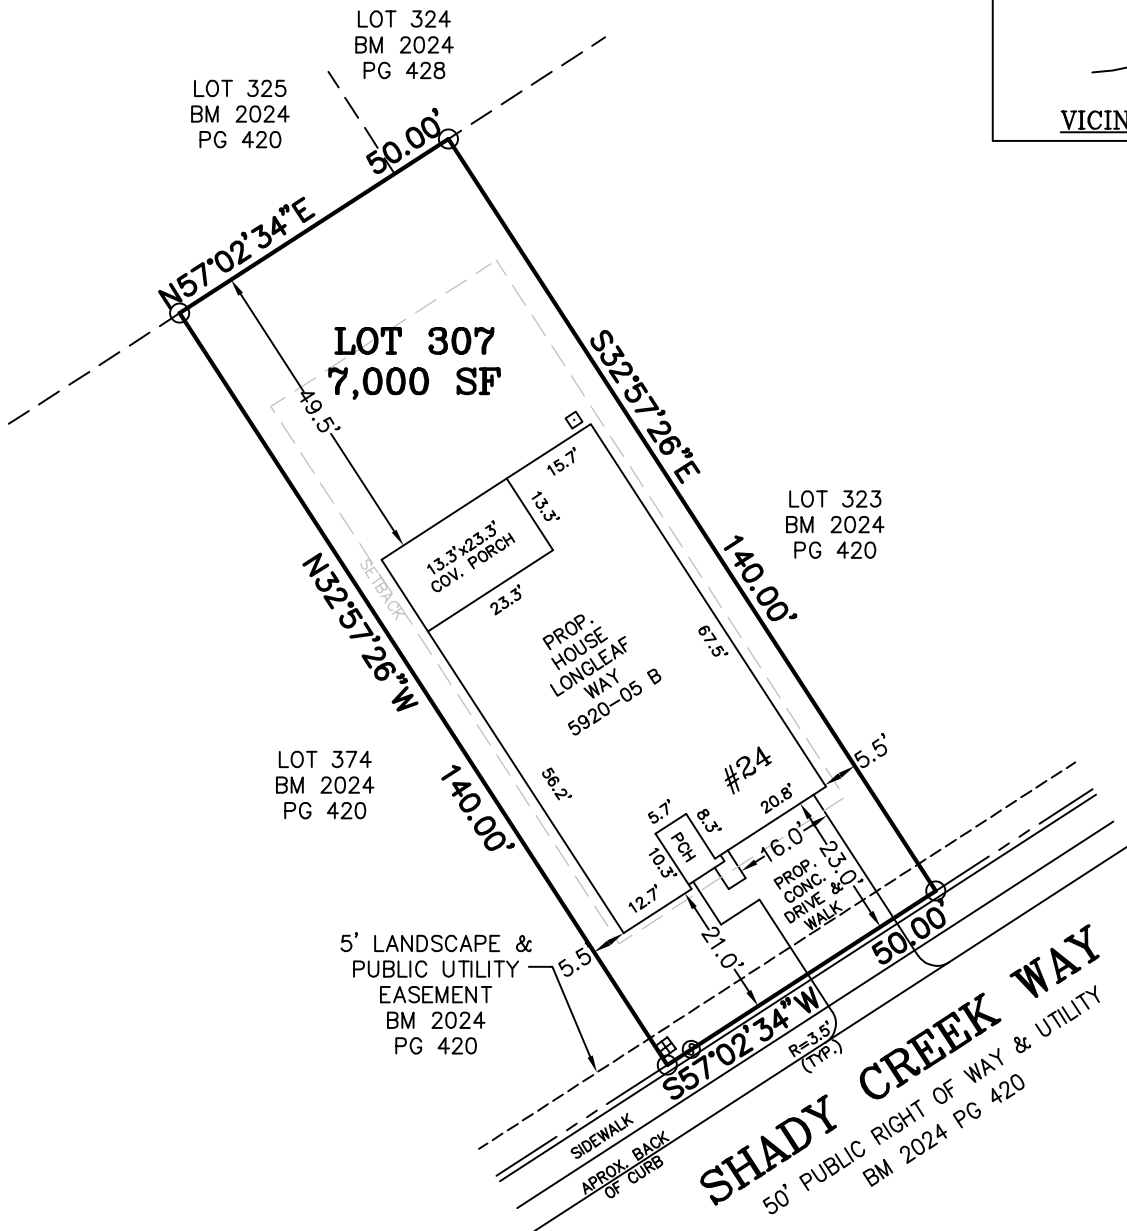 LOT 324
BM 2024
PG 428
LOT 325
BM 2024
PG 420
50.00'
N57°02'34"E
VICIN
LOT 307
7,000 SF
49.5'
S32°57'26"E
140.00'
LOT 323
BM 2024
PG 420
15.7'
13.3'
13.3'x23.3'
COV. PORCH
23.3'
SETBACK
N32°57'26"W
140.00'
PROP.
HOUSE
LONGLEAF
WAY
5920-05 B
67.5'
56.2'
#24
LOT 374
BM 2024
PG 420
5.5'
20.8'
5.7'
8.3'
PCH
10.3'
12.7'
16.0'
23.0'
PROP.
CONC.
DRIVE &
WALK
21.0'
5.5'
5' LANDSCAPE &
PUBLIC UTILITY
EASEMENT
BM 2024
PG 420
50.00'
S57°02'34"W
R=3.5'
(TYP.)
SIDEWALK
APROX. BACK
OF CURB
SHADY CREEK WAY
50' PUBLIC RIGHT OF WAY & UTILITY
BM 2024 PG 420